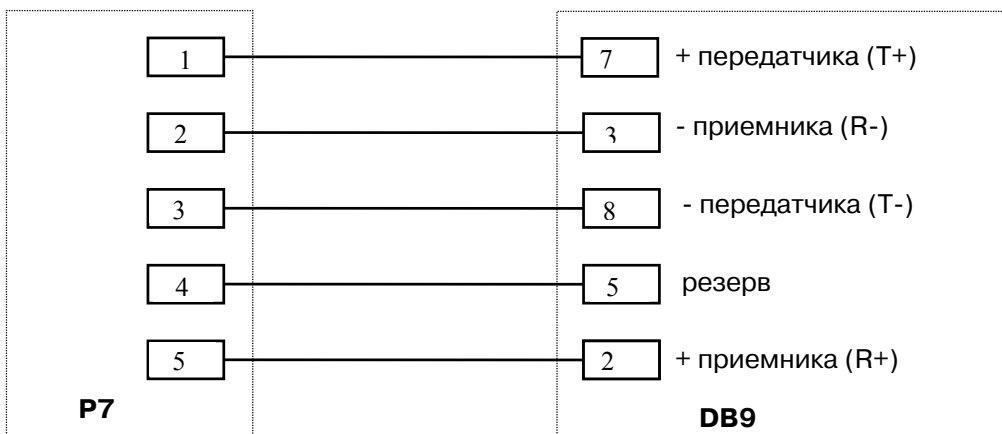 1 7 + передатчика (T+)
2 3 - приемника (R-)
3 8 - передатчика (T-)
4 5 резерв
5 2 + приемника (R+)
P7 DB9